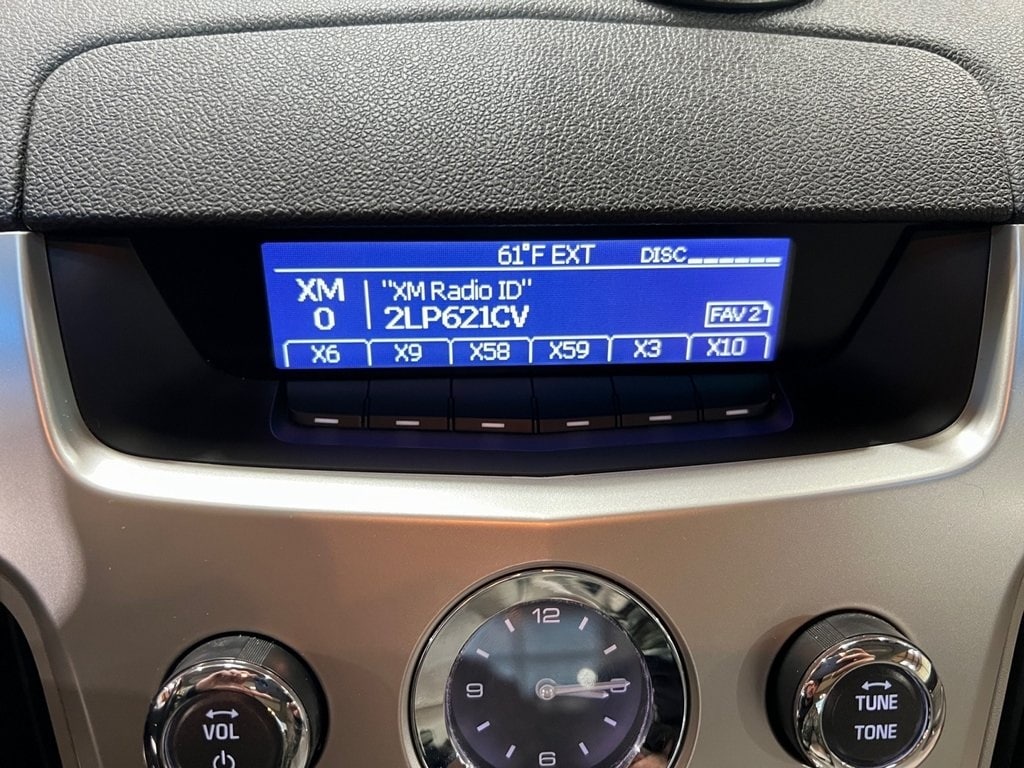 61°F EXT DISC
XM "XM Radio ID"
0 2LP621CV FAV 2
X6 X9 X58 X59 X3 X10
12
9 3
6
VOL
TUNE
TONE